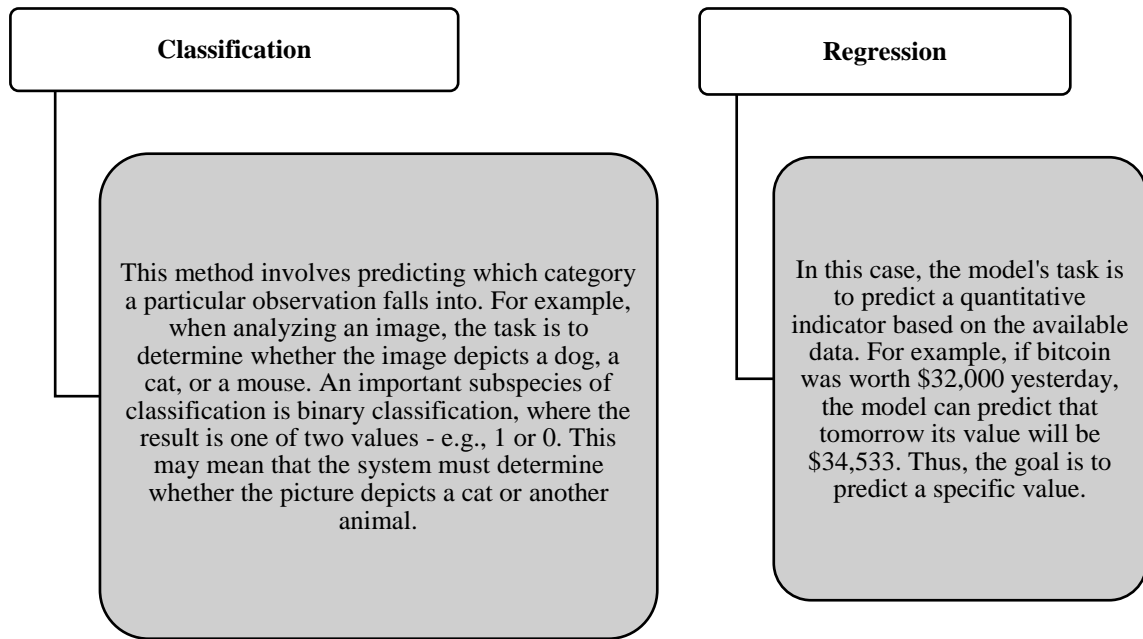 Classification
This method involves predicting which category
a particular observation falls into. For example,
when analyzing an image, the task is to
determine whether the image depicts a dog, a
cat, or a mouse. An important subspecies of
classification is binary classification, where the
result is one of two values - e.g., 1 or 0. This
may mean that the system must determine
whether the picture depicts a cat or another
animal.
Regression
In this case, the model's task is
to predict a quantitative
indicator based on the available
data. For example, if bitcoin
was worth $32,000 yesterday,
the model can predict that
tomorrow its value will be
$34,533. Thus, the goal is to
predict a specific value.